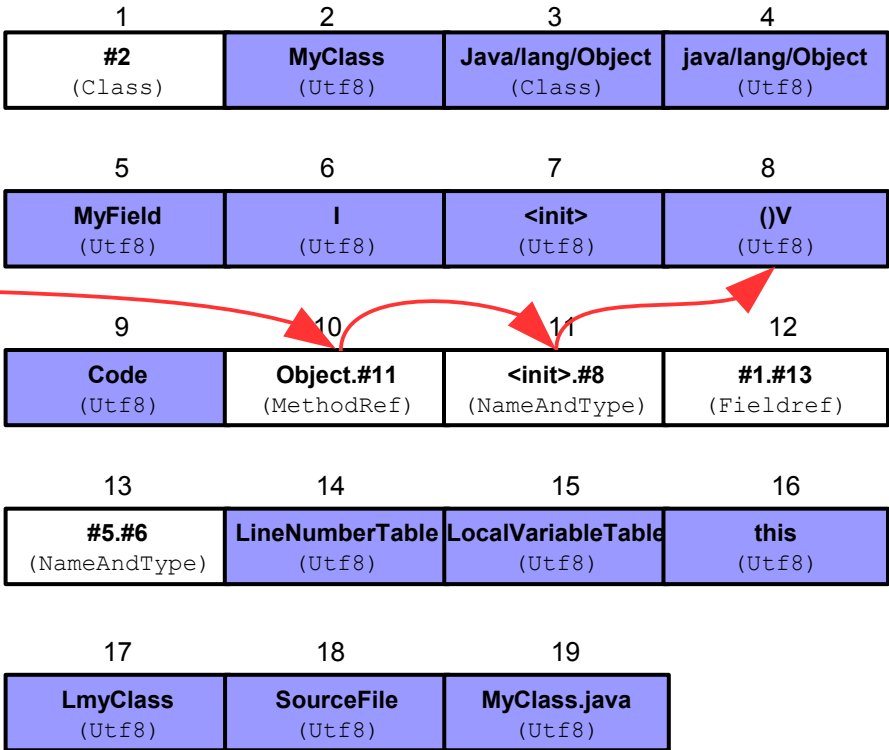 1 2 3 4
#2 MyClass Java/lang/Object java/lang/Object
(Class) (Utf8) (Class) (Utf8)
5 6 7 8
MyField I <init> ()V
(Utf8) (Utf8) (Utf8) (Utf8)
9 10 11 12
Code Object.#11 <init>.#8 #1.#13
(Utf8) (MethodRef) (NameAndType) (Fieldref)
13 14 15 16
#5.#6 LineNumberTable LocalVariableTable this
(NameAndType) (Utf8) (Utf8) (Utf8)
17 18 19
LmyClass SourceFile MyClass.java
(Utf8) (Utf8) (Utf8)